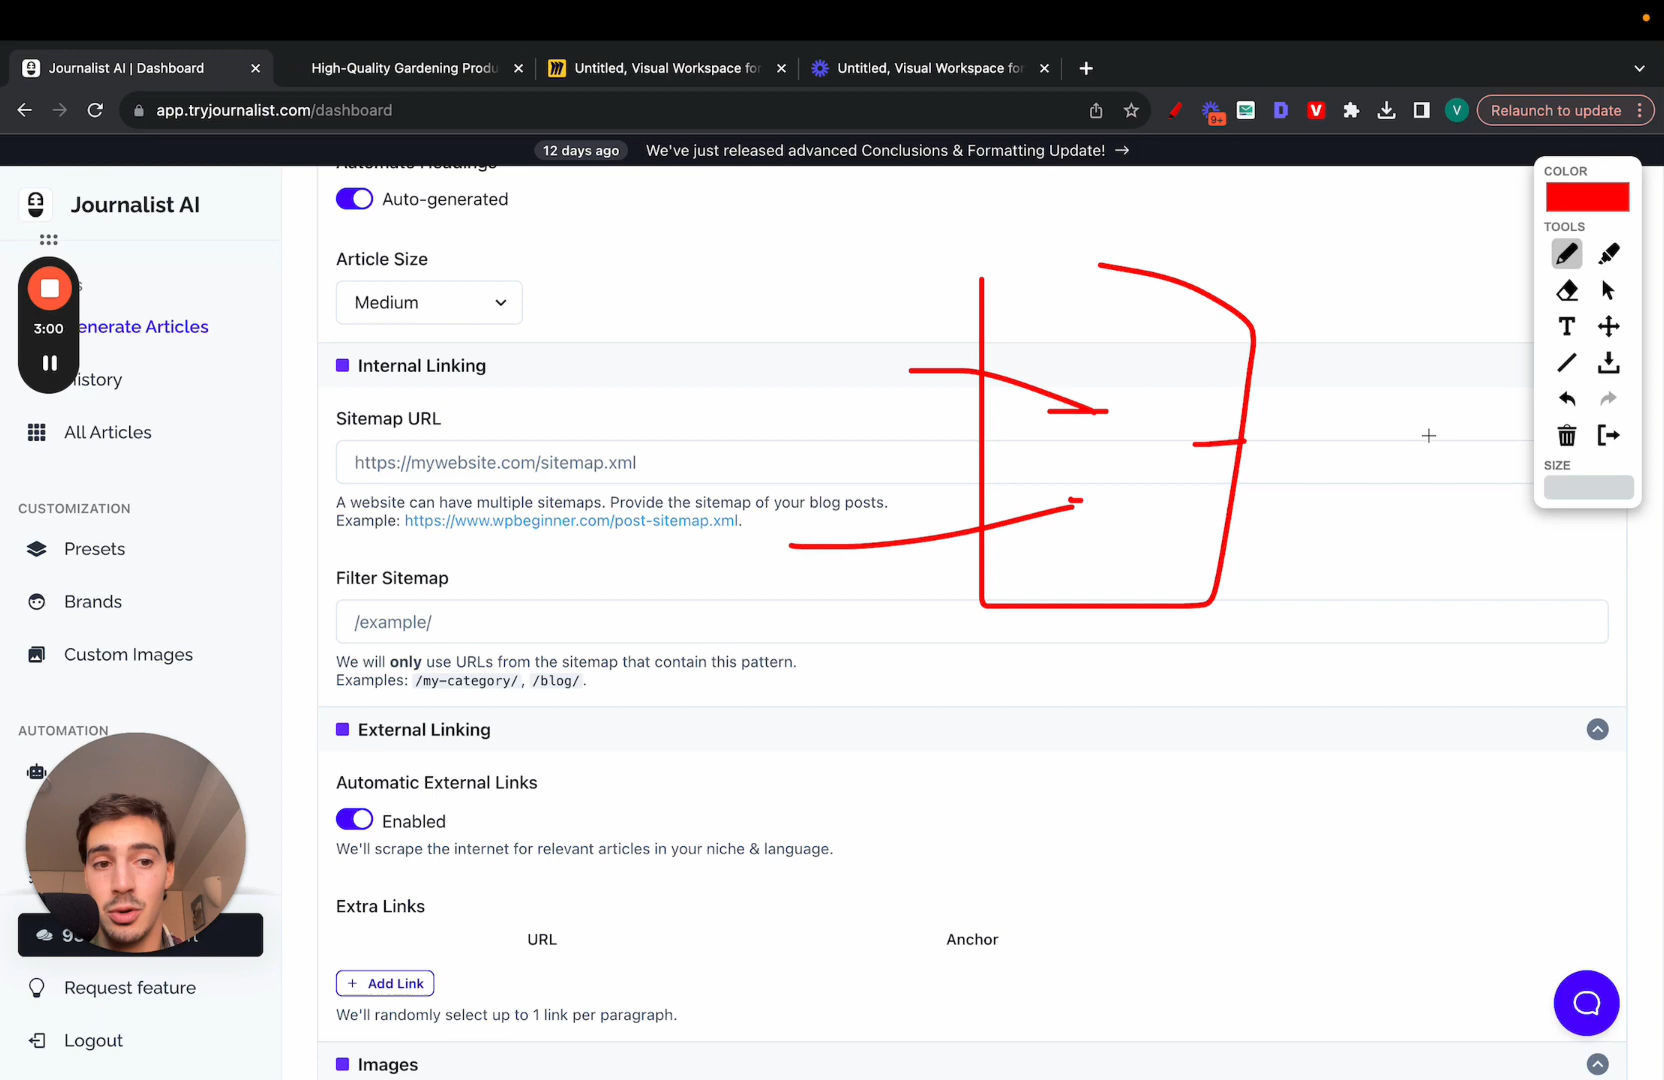 Journalist AI | Dashboard
High-Quality Gardening Produ
Untitled, Visual Workspace for
Untitled, Visual Workspace for
app.tryjournalist.com/dashboard
9+
D
V
V
Relaunch to update
12 days ago We've just released advanced Conclusions & Formatting Update! →
Journalist AI
3:00
enerate Articles
istory
All Articles
CUSTOMIZATION
Presets
Brands
Custom Images
AUTOMATION
Request feature
Logout
Automate Headings
Auto-generated
Article Size
Medium
Internal Linking
Sitemap URL
https://mywebsite.com/sitemap.xml
A website can have multiple sitemaps. Provide the sitemap of your blog posts.
Example: https://www.wpbeginner.com/post-sitemap.xml.
Filter Sitemap
/example/
We will only use URLs from the sitemap that contain this pattern.
Examples: /my-category/, /blog/.
External Linking
Automatic External Links
Enabled
We'll scrape the internet for relevant articles in your niche & language.
Extra Links
URL Anchor
+ Add Link
We'll randomly select up to 1 link per paragraph.
Images
COLOR
TOOLS
T
SIZE